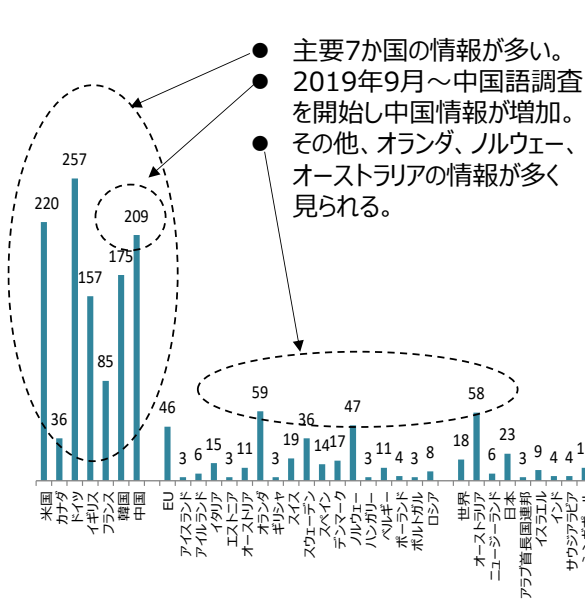 ● 主要7か国の情報が多い。
● 2019年9月～中国語調査
を開始し中国情報が増加。
● その他、オランダ、ノルウェー、
オーストラリアの情報が多く
見られる。
220
36
257
157
85
175
209
46
3
6
15
3
11
59
3
19
36
14
17
47
3
11
4
3
8
18
58
6
23
3
9
4
4
米国
カナダ
ドイツ
イギリス
フランス
韓国
中国
EU
アイスランド
アイルランド
イタリア
エストニア
オーストリア
オランダ
ギリシャ
スイス
スウェーデン
スペイン
デンマーク
ノルウェー
ハンガリー
ベルギー
ポーランド
ポルトガル
ロシア
世界
オーストラリア
ニュージーランド
日本
アラブ首長国連邦
イスラエル
インド
サウジアラビア